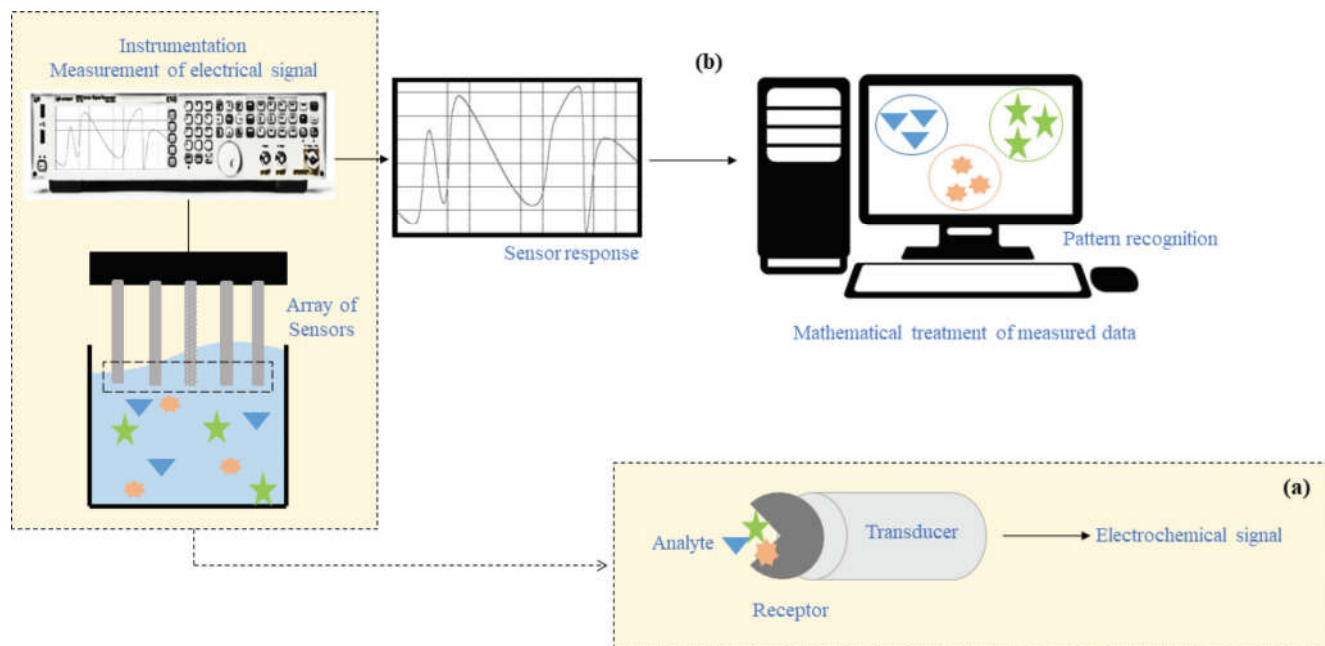 Instrumentation
Measurement of electrical signal
(b)
Sensor response
Pattern recognition
Array of
Sensors
Mathematical treatment of measured data
(a)
Analyte
Transducer
Electrochemical signal
Receptor